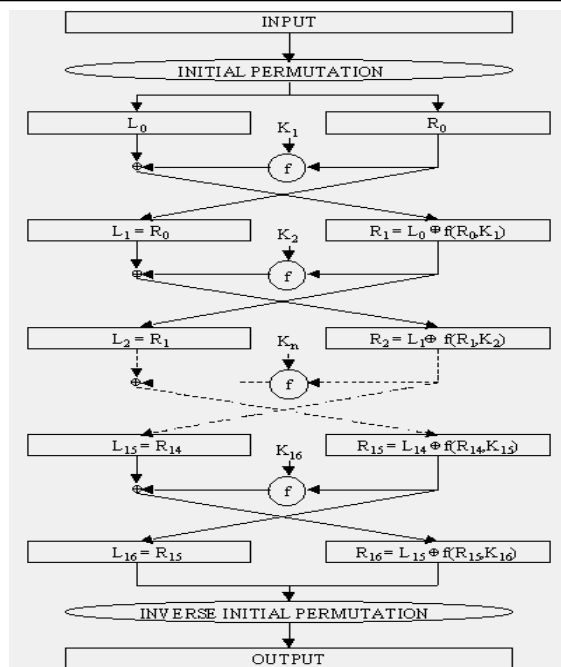 INPUT
INITIAL PERMUTATION
L₀ K₁ R₀
⊕ f
L₁ = R₀ K₂ R₁ = L₀ ⊕ f(R₀,K₁)
⊕ f
L₂ = R₁ Kn R₂ = L₁⊕ f(R₁,K₂)
⊕ f
L₁₅ = R₁₄ K₁₆ R₁₅ = L₁₄ ⊕ f(R₁₄,K₁₅)
⊕ f
L₁₆ = R₁₅ R₁₆ = L₁₅ ⊕ f(R₁₅,K₁₆)
INVERSE INITIAL PERMUTATION
OUTPUT